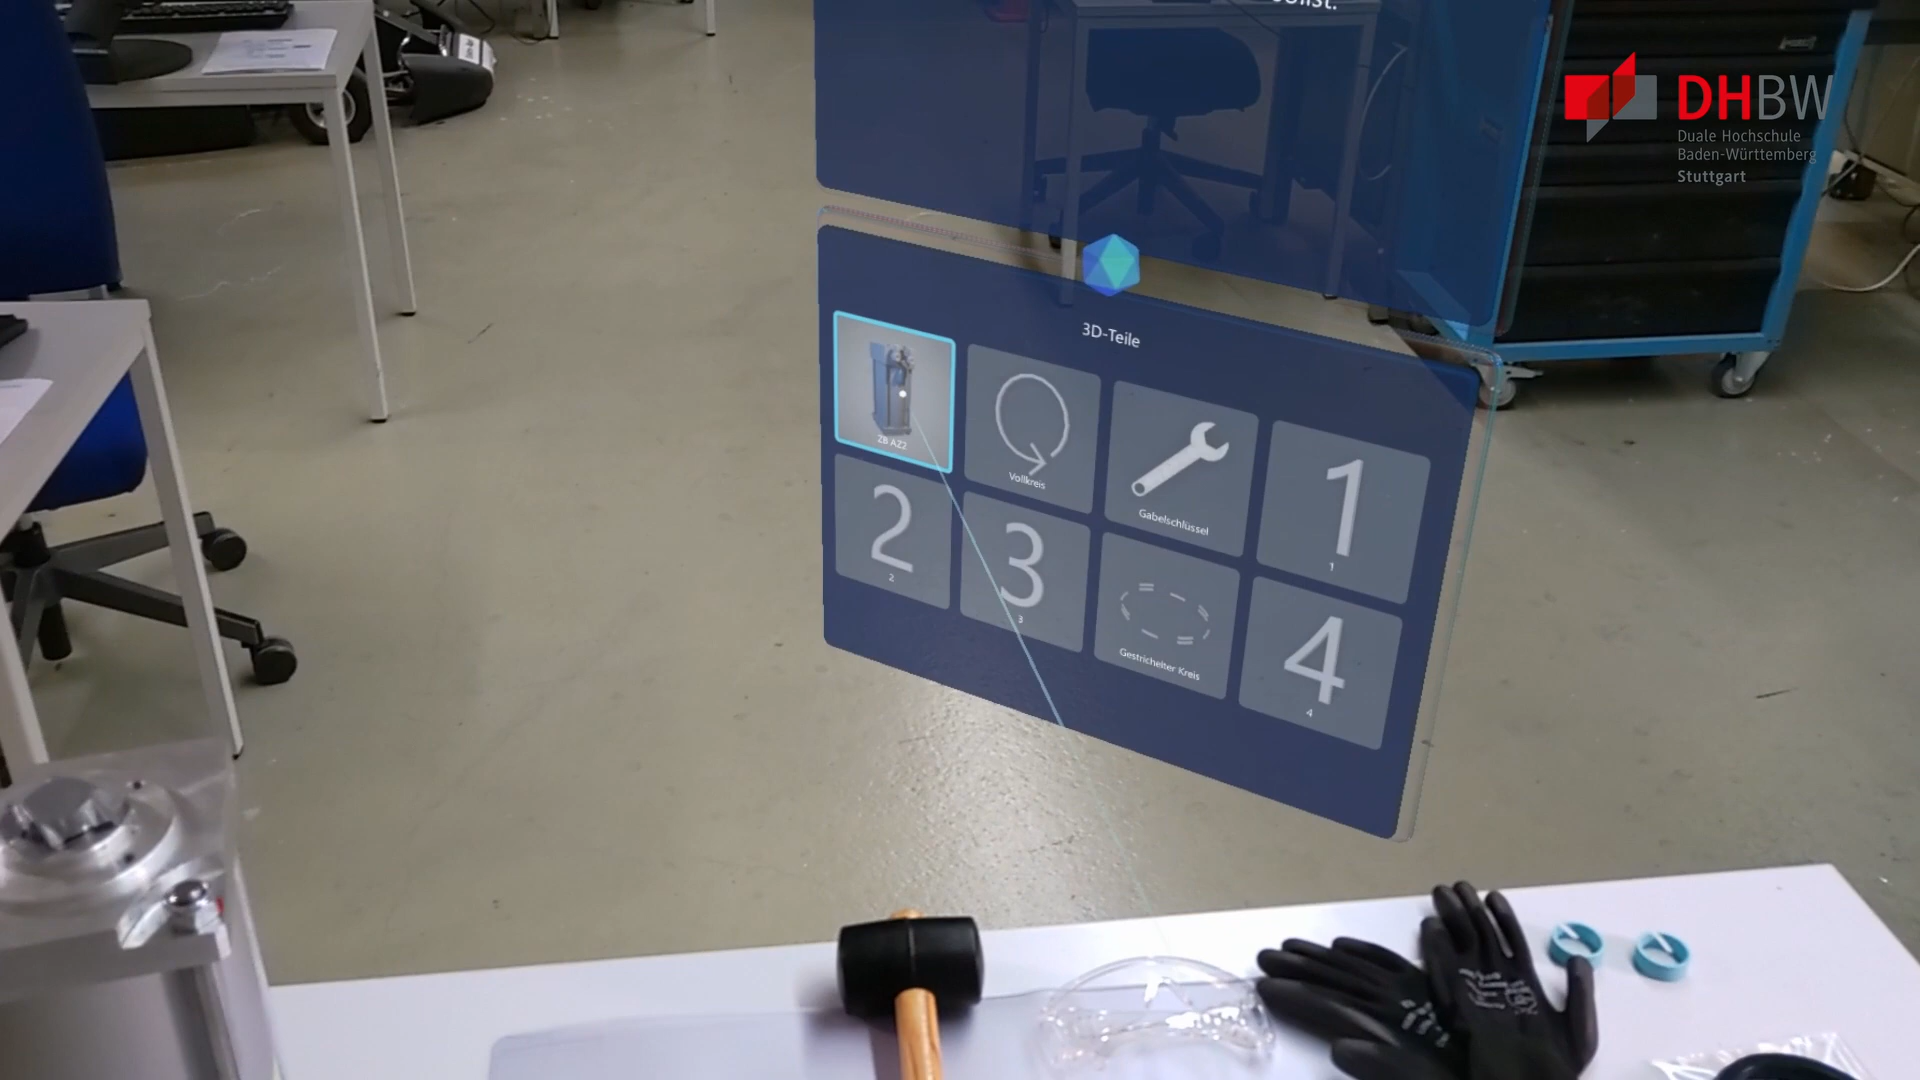 DHBW
Duale Hochschule
Baden-Württemberg
Stuttgart
3D-Teile
ZB AZ2
Vollkreis
Gabelschlüssel
1
1
2
2
3
3
Gestrichelter Kreis
4
4